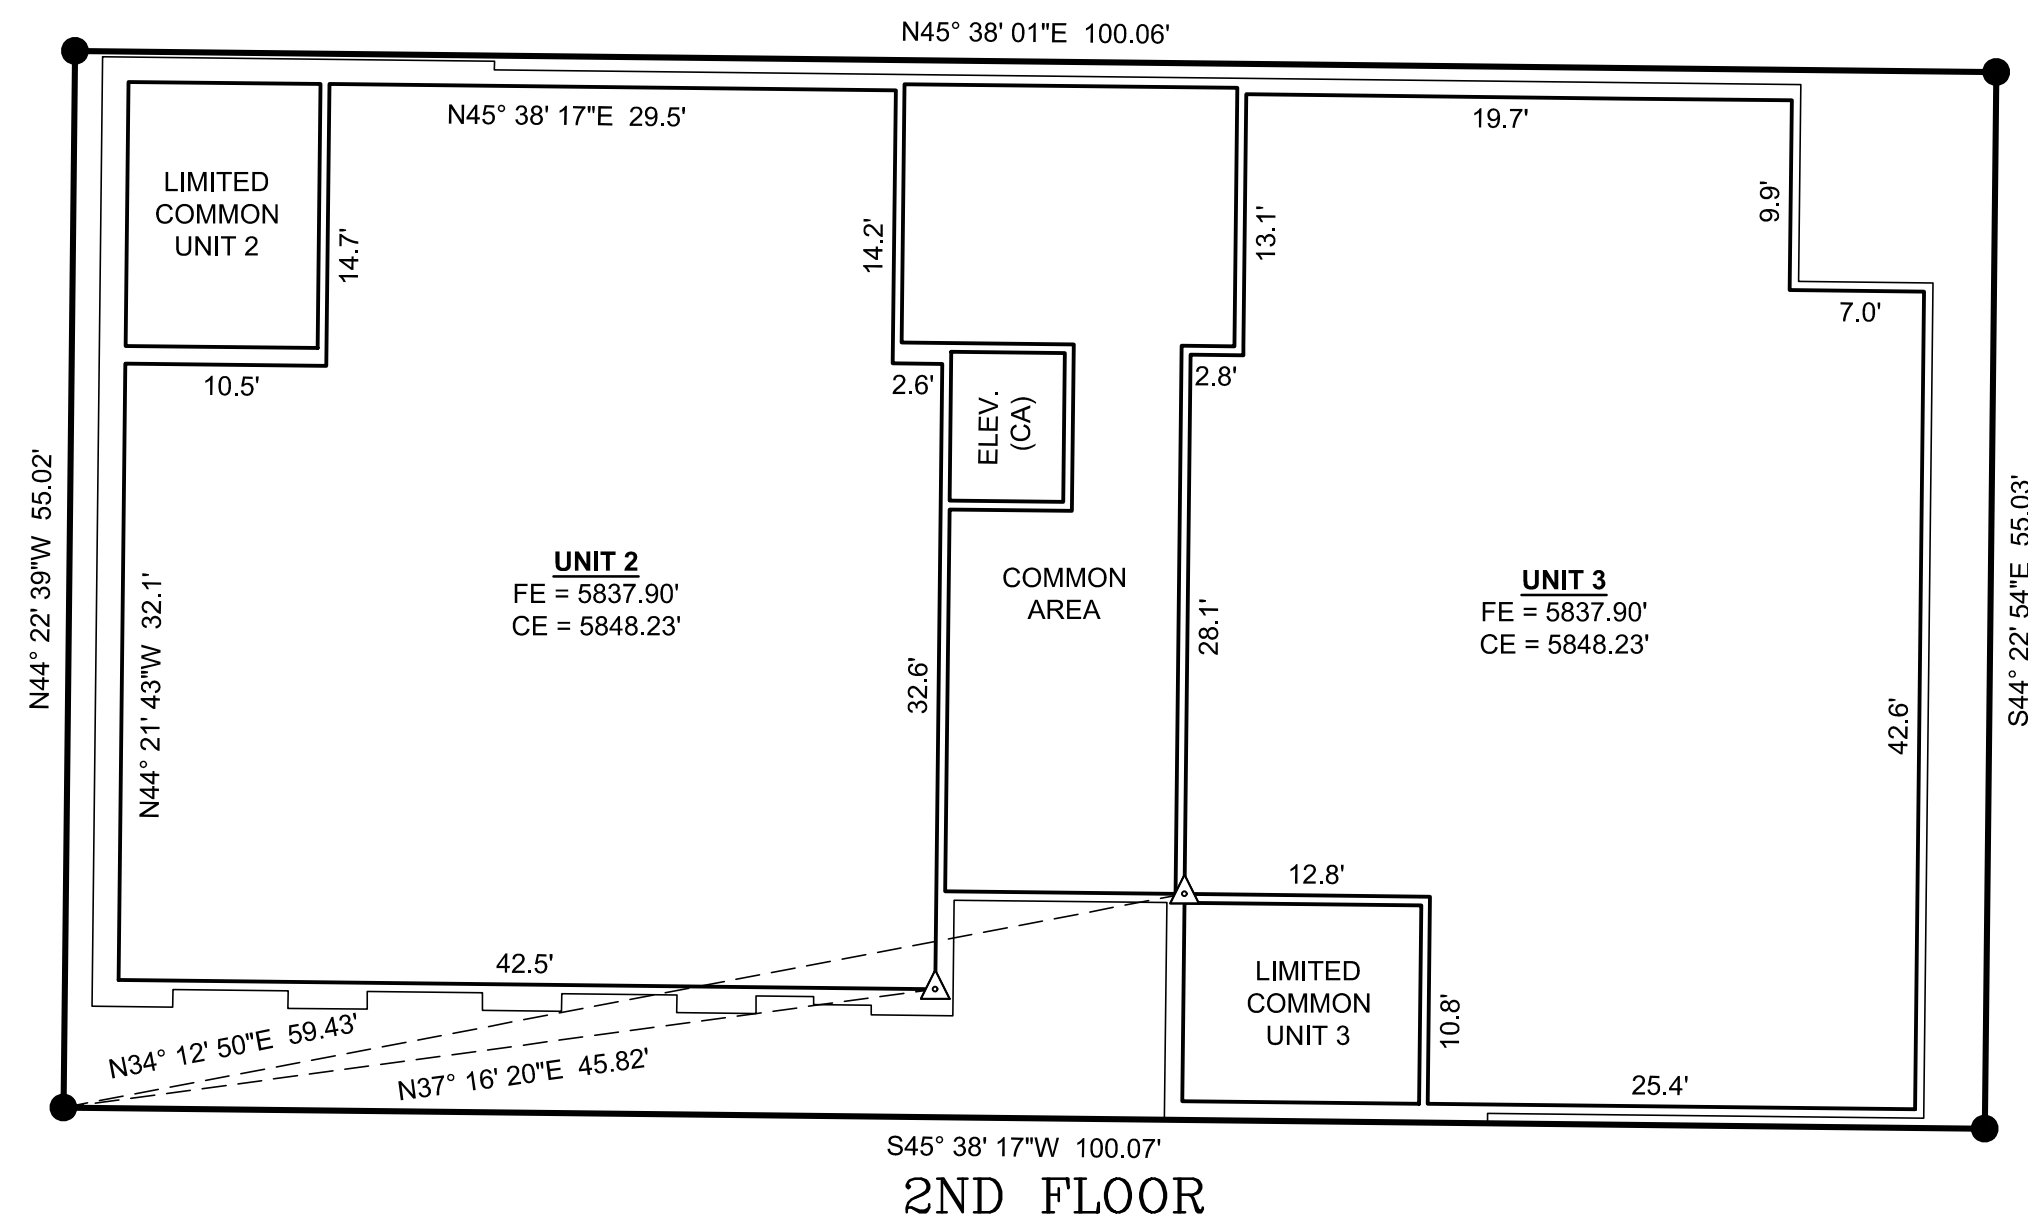 N45° 38' 01"E 100.06'
N45° 38' 17"E 29.5'
19.7'
LIMITED
COMMON
UNIT 2
14.7'
14.2'
13.1'
9.9'
7.0'
10.5'
2.6'
2.8'
ELEV.
(CA)
N44° 22' 39"W 55.02'
N44° 21' 43"W 32.1'
UNIT 2
FE = 5837.90'
CE = 5848.23'
32.6'
COMMON
AREA
28.1'
UNIT 3
FE = 5837.90'
CE = 5848.23'
42.6'
S44° 22' 54"E 55.03'
12.8'
42.5'
LIMITED
COMMON
UNIT 3
10.8'
25.4'
N34° 12' 50"E 59.43'
N37° 16' 20"E 45.82'
S45° 38' 17"W 100.07'
2ND FLOOR